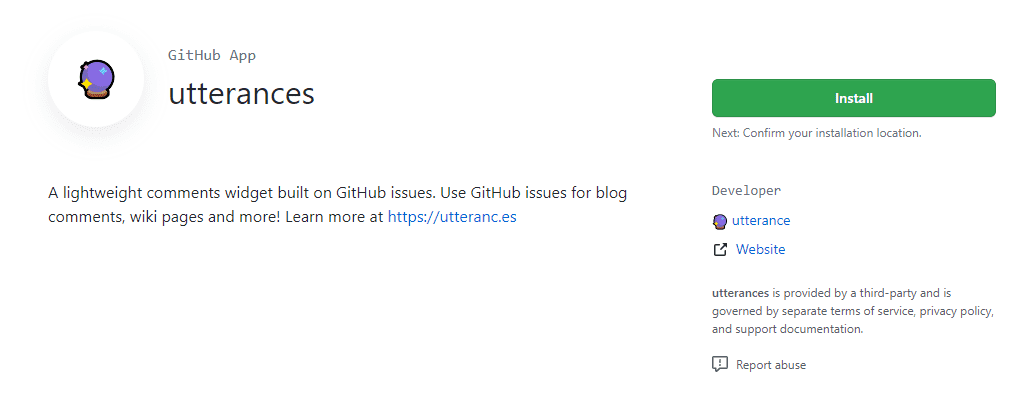 GitHub App
utterances
Install
Next: Confirm your installation location.
A lightweight comments widget built on GitHub issues. Use GitHub issues for blog
comments, wiki pages and more! Learn more at https://utteranc.es
Developer
utterance
Website
utterances is provided by a third-party and is
governed by separate terms of service, privacy policy,
and support documentation.
Report abuse